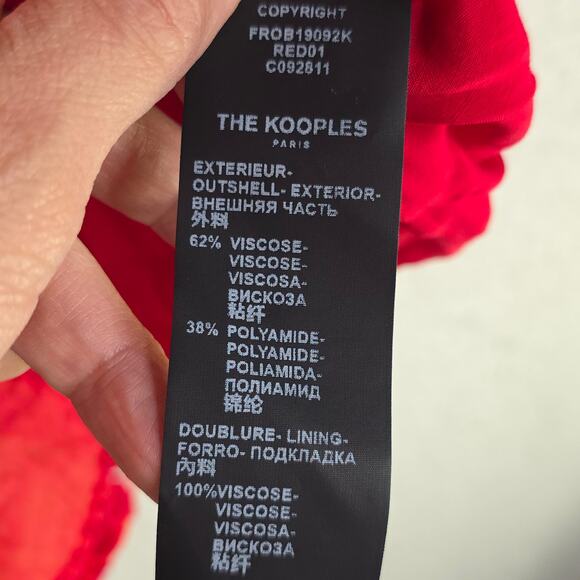 COPYRIGHT
FROB19092K
RED01
C092811
THE KOOPLES
PARIS
EXTERIEUR-
OUTSHELL- EXTERIOR-
ВНЕШНЯЯ ЧАСТЬ
外料
62% VISCOSE-
VISCOSE-
VISCOSA-
ВИСКОЗА
粘纤
38% POLYAMIDE-
POLYAMIDE-
POLIAMIDA-
ПОЛИАМИД
锦纶
DOUBLURE- LINING-
FORRO- ПОДКЛАДКА
內料
100%VISCOSE-
VISCOSE-
VISCOSA-
ВИСКОЗА
粘纤